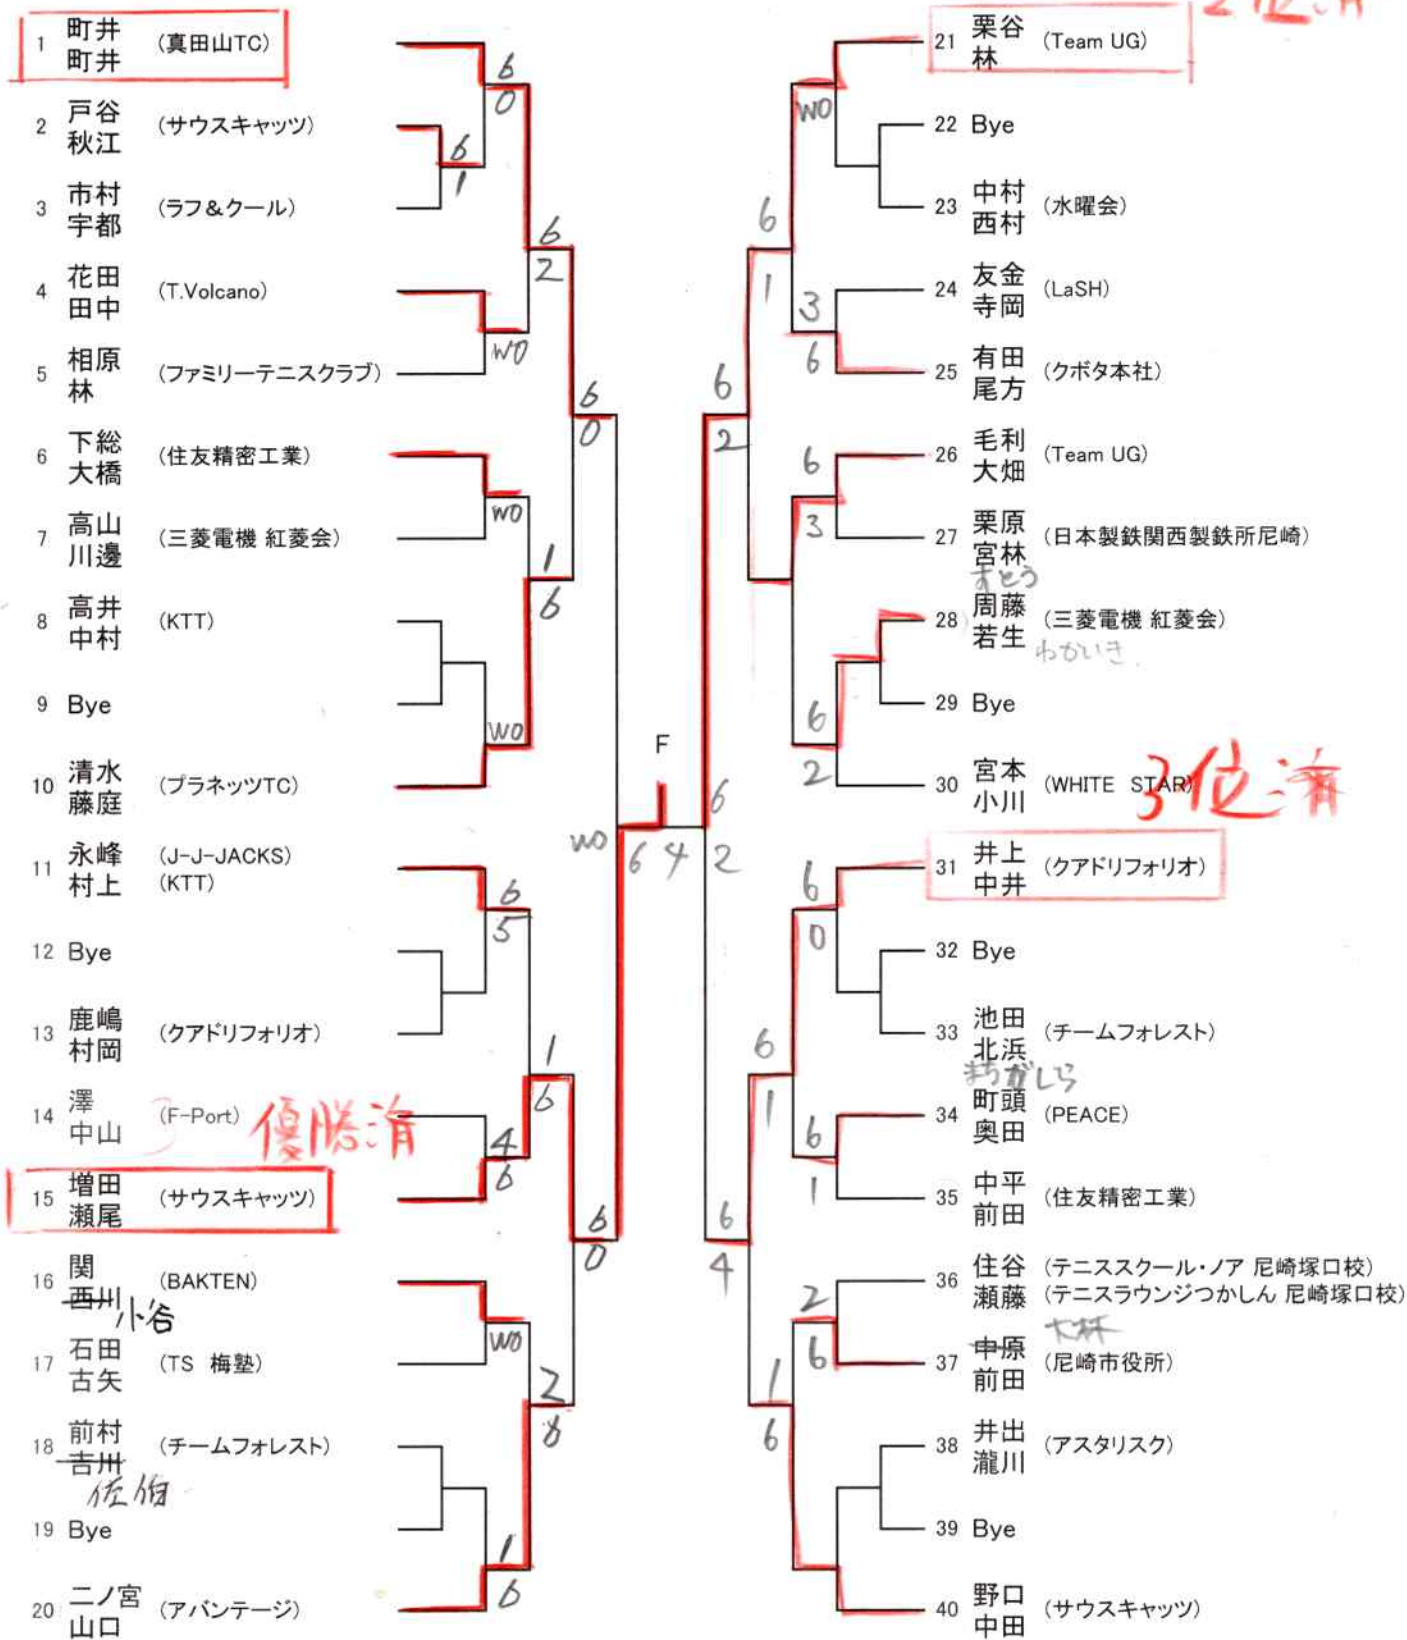 1 町井 (真田山TC)
町井
6
0
2 戸谷 (サウスキャッツ)
秋江
6
1
3 市村 (ラフ&クール)
宇都
6
2
4 花田 (T.Volcano)
田中
WO
5 相原 (ファミリーテニスクラブ)
林
6
0
6 下総 (住友精密工業)
大橋
WO
7 高山 (三菱電機 紅菱会)
川邊
1
6
8 高井 (KTT)
中村
9 Bye
WO
10 清水 (プラネッツTC)
藤庭
WO
11 永峰 (J-J-JACKS)
村上 (KTT)
6
5
12 Bye
13 鹿嶋 (クアドリフォリオ)
村岡
1
6
14 澤 (F-Port)
中山
優勝済
4
6
15 増田 (サウスキャッツ)
瀬尾
6
0
16 関 (BAKTEN)
西川 小谷
WO
17 石田 (TS 梅塾)
古矢
2
6
18 前村 (チームフォレスト)
吉川
佐伯
19 Bye
1
6
20 二ノ宮 (アバンテージ)
山口
F
6 4
2位済
21 栗谷 (Team UG)
林
WO
22 Bye
23 中村 (水曜会)
西村
6
1
24 友金 (LaSH)
寺岡
3
6
25 有田 (クボタ本社)
尾方
6
2
26 毛利 (Team UG)
大畑
6
3
27 栗原 (日本製鉄関西製鉄所尼崎)
宮林
すとう
28 周藤 (三菱電機 紅菱会)
若生
わかいき
29 Bye
6
2
30 宮本 (WHITE STAR)
小川
3位済
6
2
31 井上 (クアドリフォリオ)
中井
6
0
32 Bye
33 池田 (チームフォレスト)
北浜
6
1
まちがしら
34 町頭 (PEACE)
奥田
6
1
35 中平 (住友精密工業)
前田
6
4
36 住谷 (テニススクール・ノア 尼崎塚口校)
瀬藤 (テニスラウンジつかしん 尼崎塚口校)
2
6
大林
37 中原 (尼崎市役所)
前田
1
6
38 井出 (アスタリスク)
瀧川
39 Bye
40 野口 (サウスキャッツ)
中田